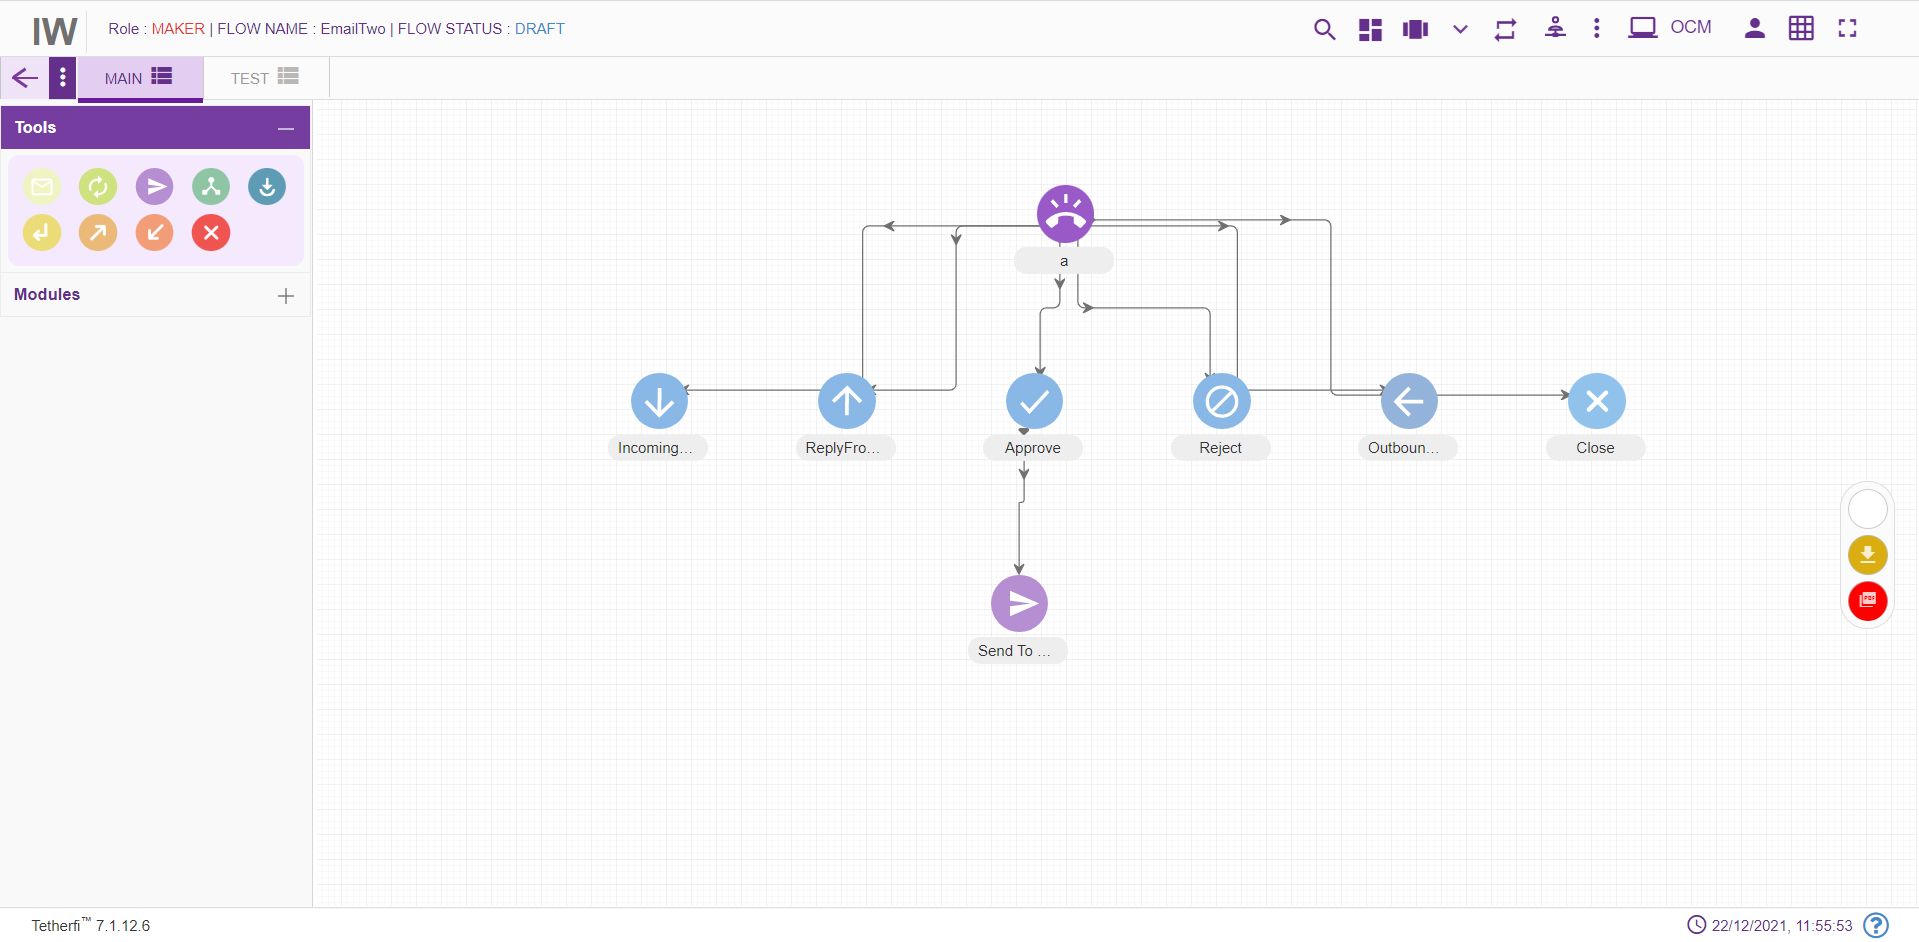 IW
Role : MAKER | FLOW NAME : EmailTwo | FLOW STATUS : DRAFT
OCM
MAIN
TEST
Tools
Modules
a
Incoming...
ReplyFro...
Approve
Reject
Outboun...
Close
Send To ...
PDF
Tetherfi™ 7.1.12.6
22/12/2021, 11:55:53
?